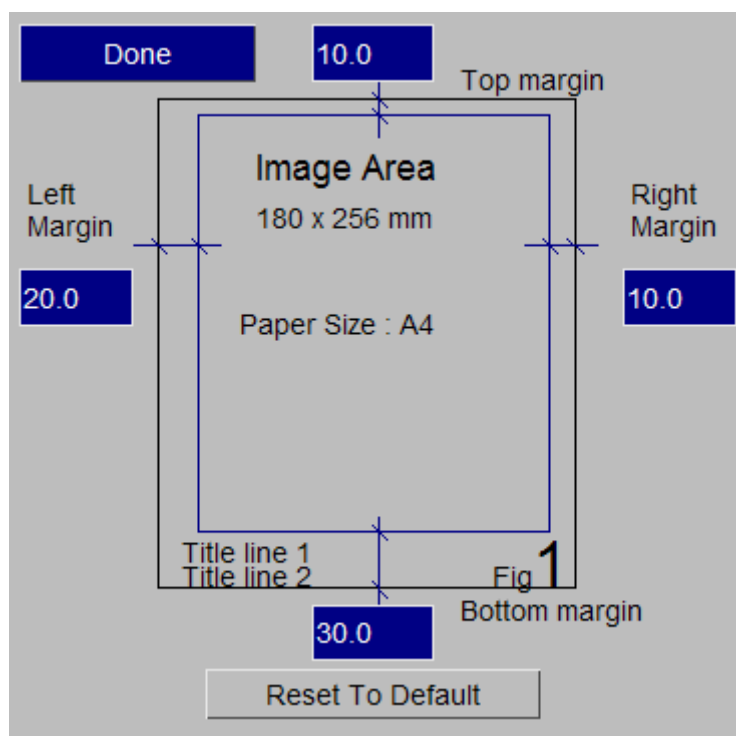 Done
10.0
Top margin
Image Area
Left
Margin
180 x 256 mm
Right
Margin
20.0
10.0
Paper Size : A4
Title line 1
Title line 2
Fig 1
Bottom margin
30.0
Reset To Default